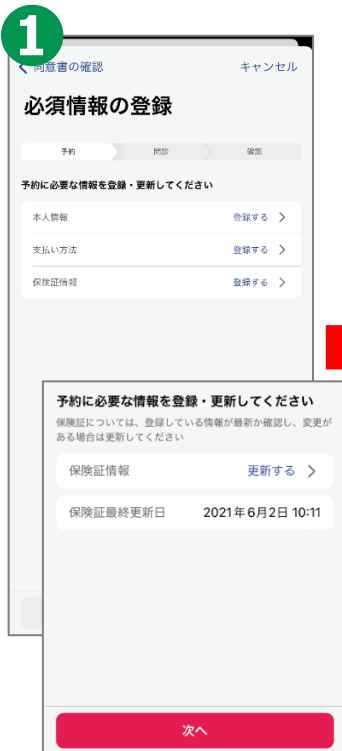 1
同意書の確認
キャンセル
必須情報の登録
予約
問診
確認
予約に必要な情報を登録・更新してください
本人情報
登録する
支払い方法
登録する
保険証情報
登録する
予約に必要な情報を登録・更新してください
保険証については、登録している情報が最新か確認し、変更が
ある場合は更新してください
保険証情報
更新する
保険証最終更新日
2021年6月2日 10:11
次へ